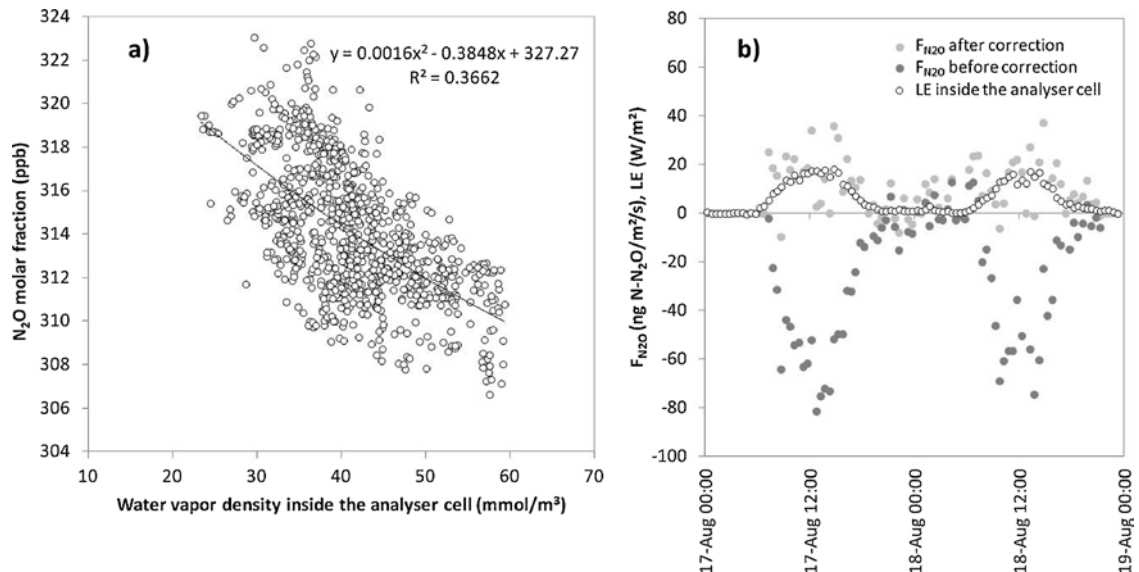 a)
y = 0.0016x² - 0.3848x + 327.27
R² = 0.3662
N₂O molar fraction (ppb)
324
322
320
318
316
314
312
310
308
306
304
10 20 30 40 50 60 70
Water vapor density inside the analyser cell (mmol/m³)
b)
F_N2O after correction
F_N2O before correction
LE inside the analyser cell
F_N2O (ng N-N₂O/m²/s), LE (W/m²)
80
60
40
20
0
-20
-40
-60
-80
-100
17-Aug 00:00
17-Aug 12:00
18-Aug 00:00
18-Aug 12:00
19-Aug 00:00